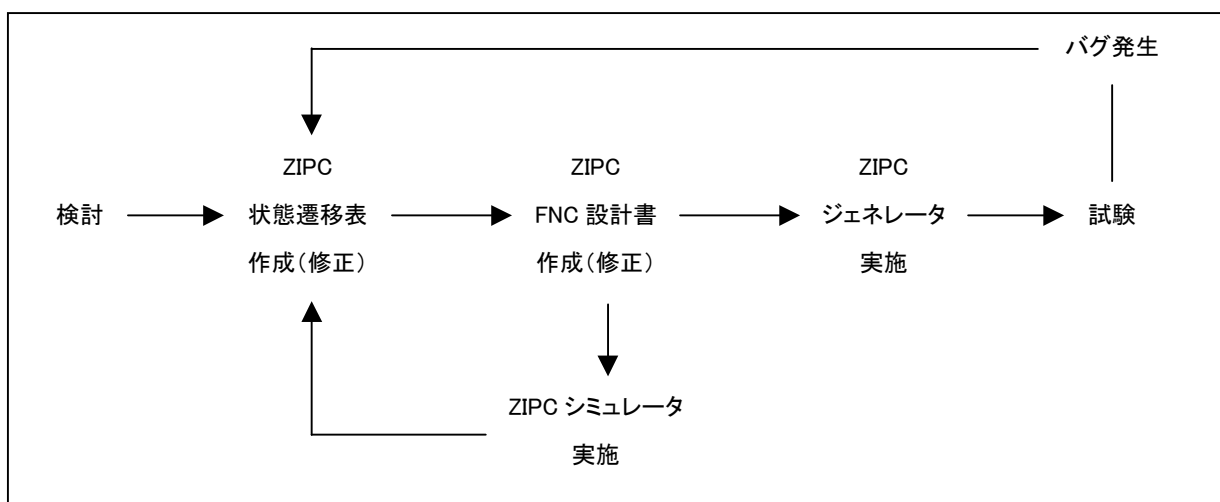 バグ発生
検討
ZIPC
状態遷移表
作成(修正)
ZIPC
FNC 設計書
作成(修正)
ZIPC
ジェネレータ
実施
試験
ZIPC シミュレータ
実施